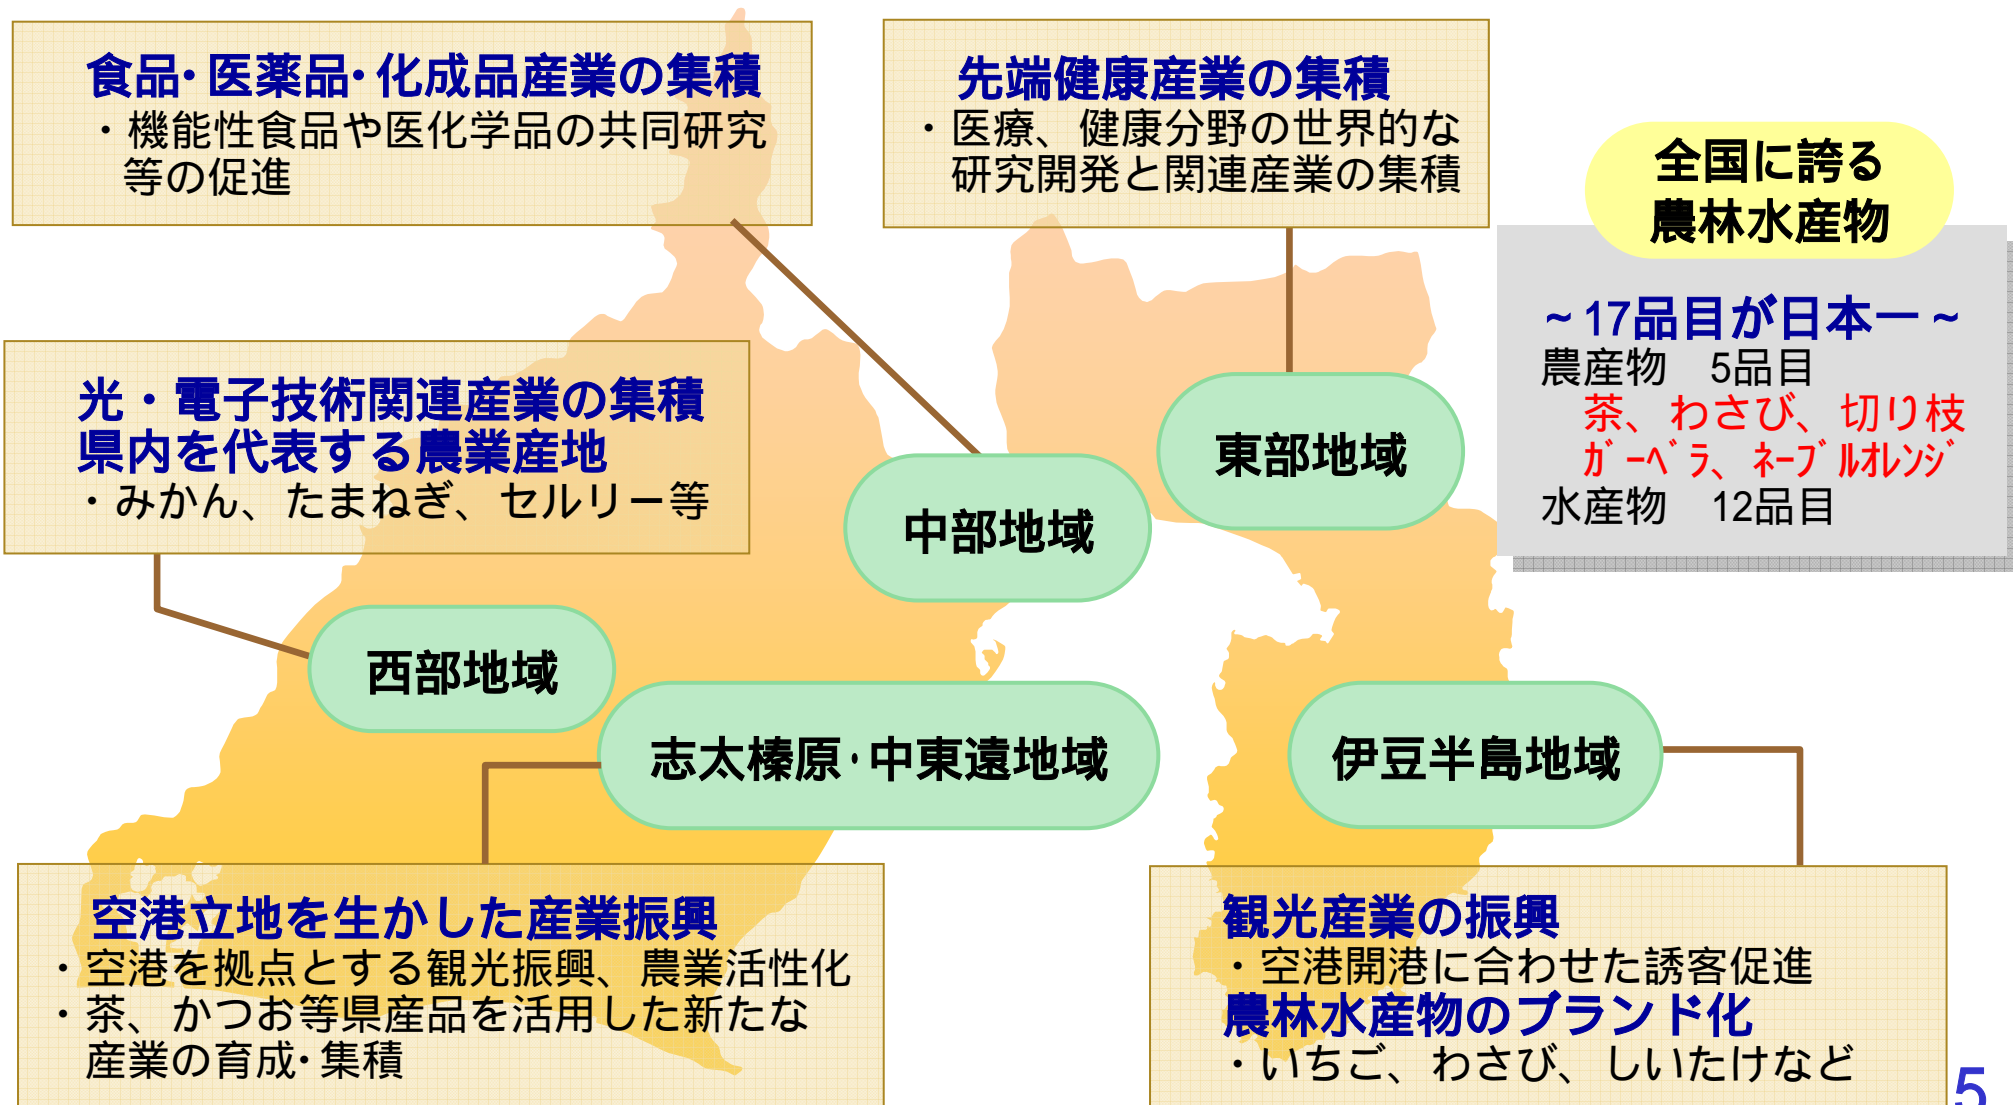 食品・医薬品・化成品産業の集積
・機能性食品や医化学品の共同研究
等の促進
先端健康産業の集積
・医療、健康分野の世界的な
研究開発と関連産業の集積
全国に誇る
農林水産物
~17品目が日本一~
農産物　5品目
茶、わさび、切り枝
ｶﾞｰﾍﾞﾗ、ﾈｰﾌﾞﾙｵﾚﾝｼﾞ
水産物　12品目
光・電子技術関連産業の集積
県内を代表する農業産地
・みかん、たまねぎ、セルリー等
東部地域
中部地域
西部地域
志太榛原・中東遠地域
伊豆半島地域
空港立地を生かした産業振興
・空港を拠点とする観光振興、農業活性化
・茶、かつお等県産品を活用した新たな
産業の育成・集積
観光産業の振興
・空港開港に合わせた誘客促進
農林水産物のブランド化
・いちご、わさび、しいたけなど
5